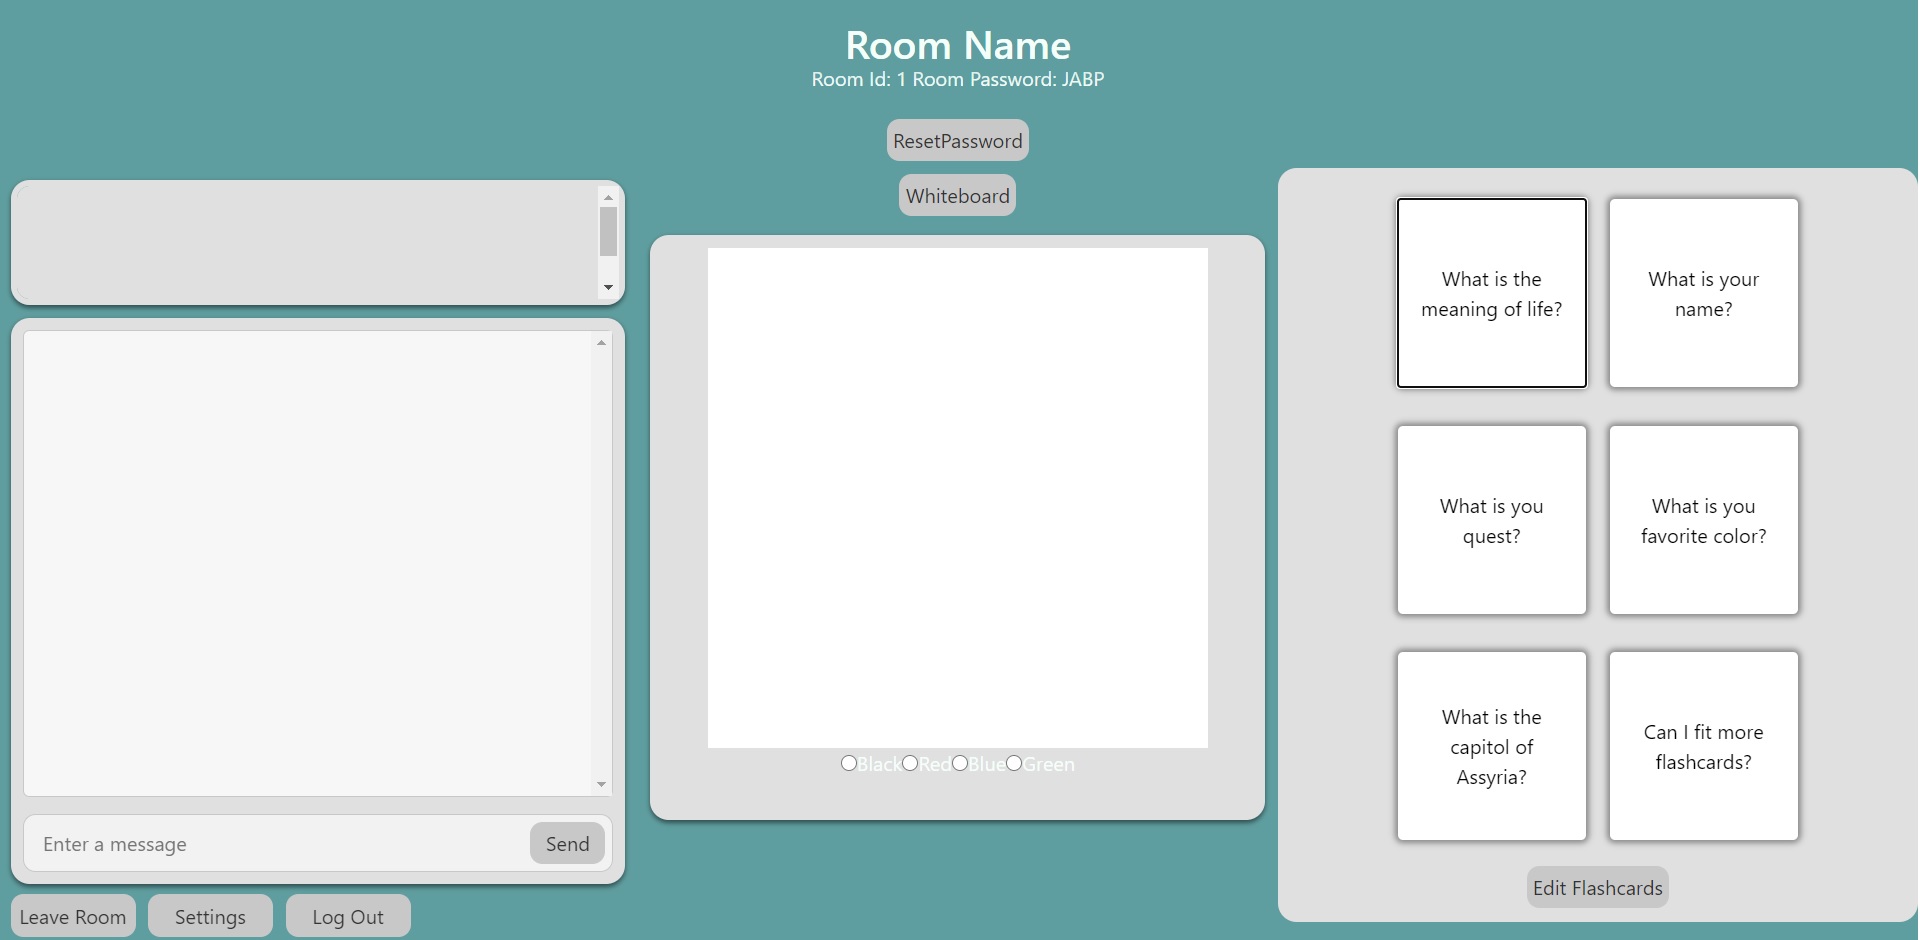 Room Name
Room Id: 1 Room Password: JABP
ResetPassword
Whiteboard
Enter a message
Send
Leave Room
Settings
Log Out
Black Red Blue Green
What is the
meaning of life?
What is your
name?
What is you
quest?
What is you
favorite color?
What is the
capitol of
Assyria?
Can I fit more
flashcards?
Edit Flashcards